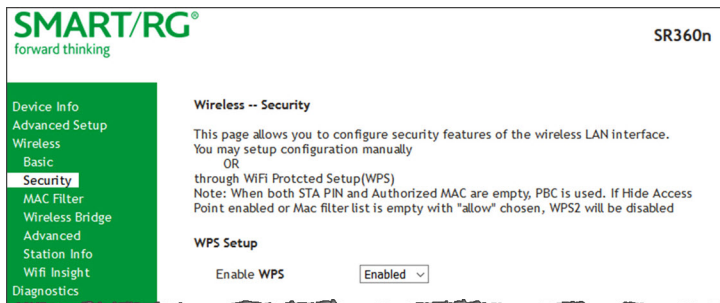 SMART/RG®
forward thinking
SR360n
Device Info
Advanced Setup
Wireless
Basic
Security
MAC Filter
Wireless Bridge
Advanced
Station Info
Wifi Insight
Diagnostics
Wireless -- Security
This page allows you to configure security features of the wireless LAN interface.
You may setup configuration manually
OR
through WiFi Protcted Setup(WPS)
Note: When both STA PIN and Authorized MAC are empty, PBC is used. If Hide Access
Point enabled or Mac filter list is empty with "allow" chosen, WPS2 will be disabled
WPS Setup
Enable WPS Enabled